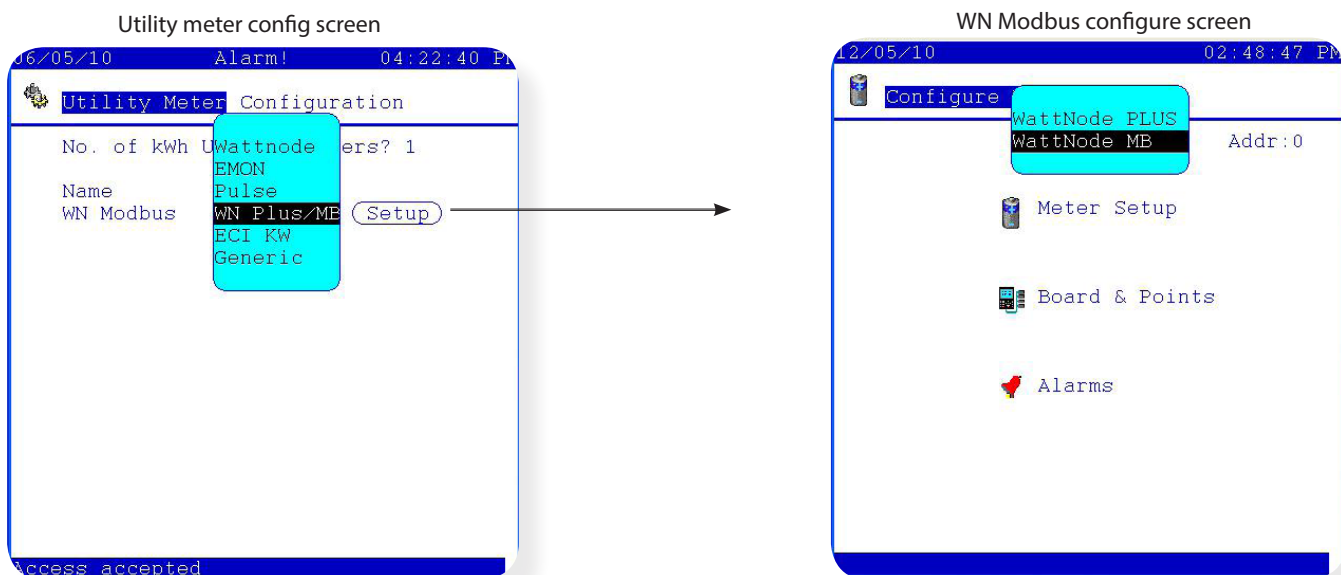 Utility meter config screen
06/05/10 Alarm! 04:22:40 PM
Utility Meter Configuration
No. of kWh U ers? 1
Wattnode
EMON
Name
Pulse
WN Modbus
WN Plus/MB
Setup
ECI KW
Generic
Access accepted
WN Modbus configure screen
12/05/10 02:48:47 PM
Configure
WattNode PLUS
WattNode MB
Addr:0
Meter Setup
Board & Points
Alarms